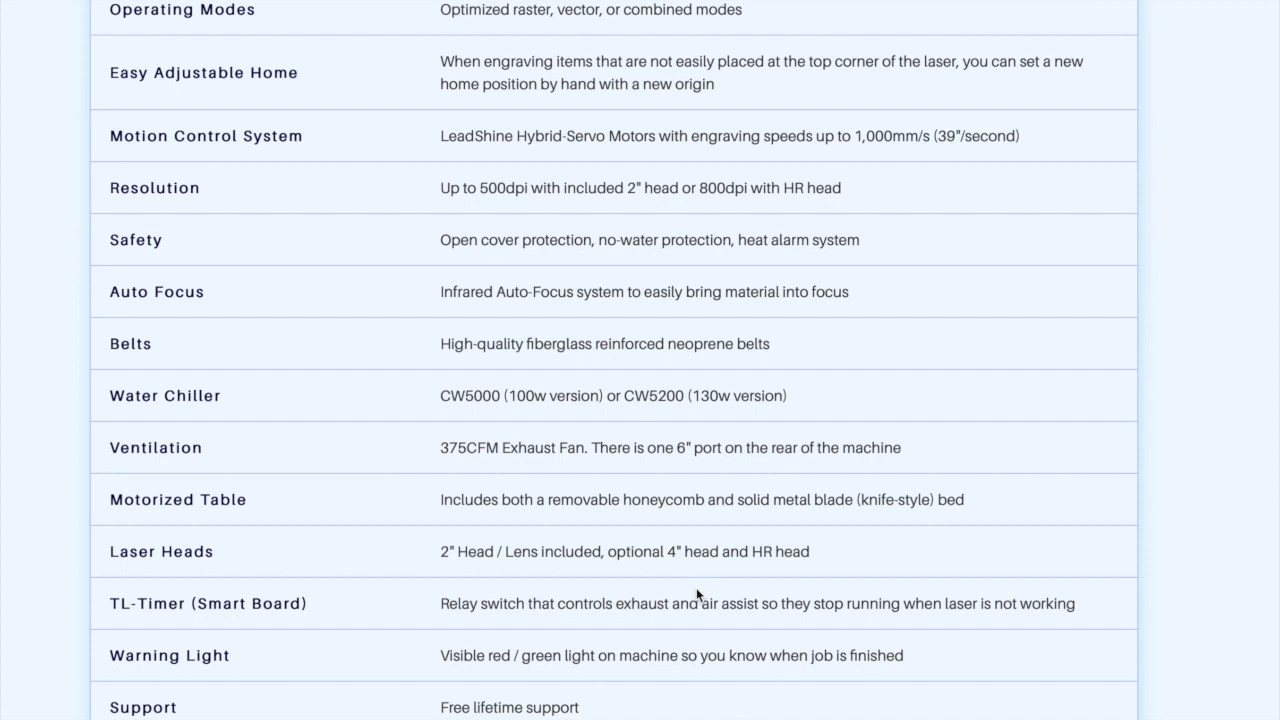 Operating Modes
Optimized raster, vector, or combined modes
Easy Adjustable Home
When engraving items that are not easily placed at the top corner of the laser, you can set a new
home position by hand with a new origin
Motion Control System
LeadShine Hybrid-Servo Motors with engraving speeds up to 1,000mm/s (39"/second)
Resolution
Up to 500dpi with included 2" head or 800dpi with HR head
Safety
Open cover protection, no-water protection, heat alarm system
Auto Focus
Infrared Auto-Focus system to easily bring material into focus
Belts
High-quality fiberglass reinforced neoprene belts
Water Chiller
CW5000 (100w version) or CW5200 (130w version)
Ventilation
375CFM Exhaust Fan. There is one 6" port on the rear of the machine
Motorized Table
Includes both a removable honeycomb and solid metal blade (knife-style) bed
Laser Heads
2" Head / Lens included, optional 4" head and HR head
TL-Timer (Smart Board)
Relay switch that controls exhaust and air assist so they stop running when laser is not working
Warning Light
Visible red / green light on machine so you know when job is finished
Support
Free lifetime support